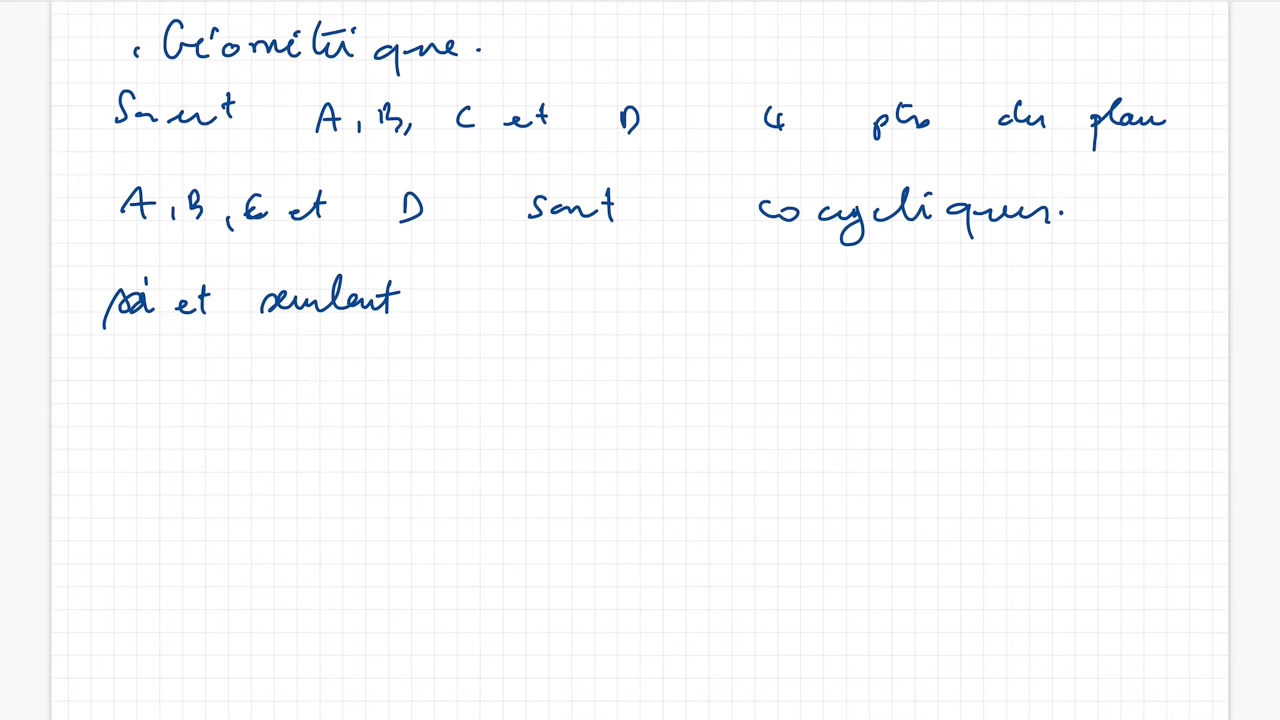 . Géométrique.
Soient A, B, C et D 4 pts du plan
A, B, C et D sont cocycliques.
si et seulement